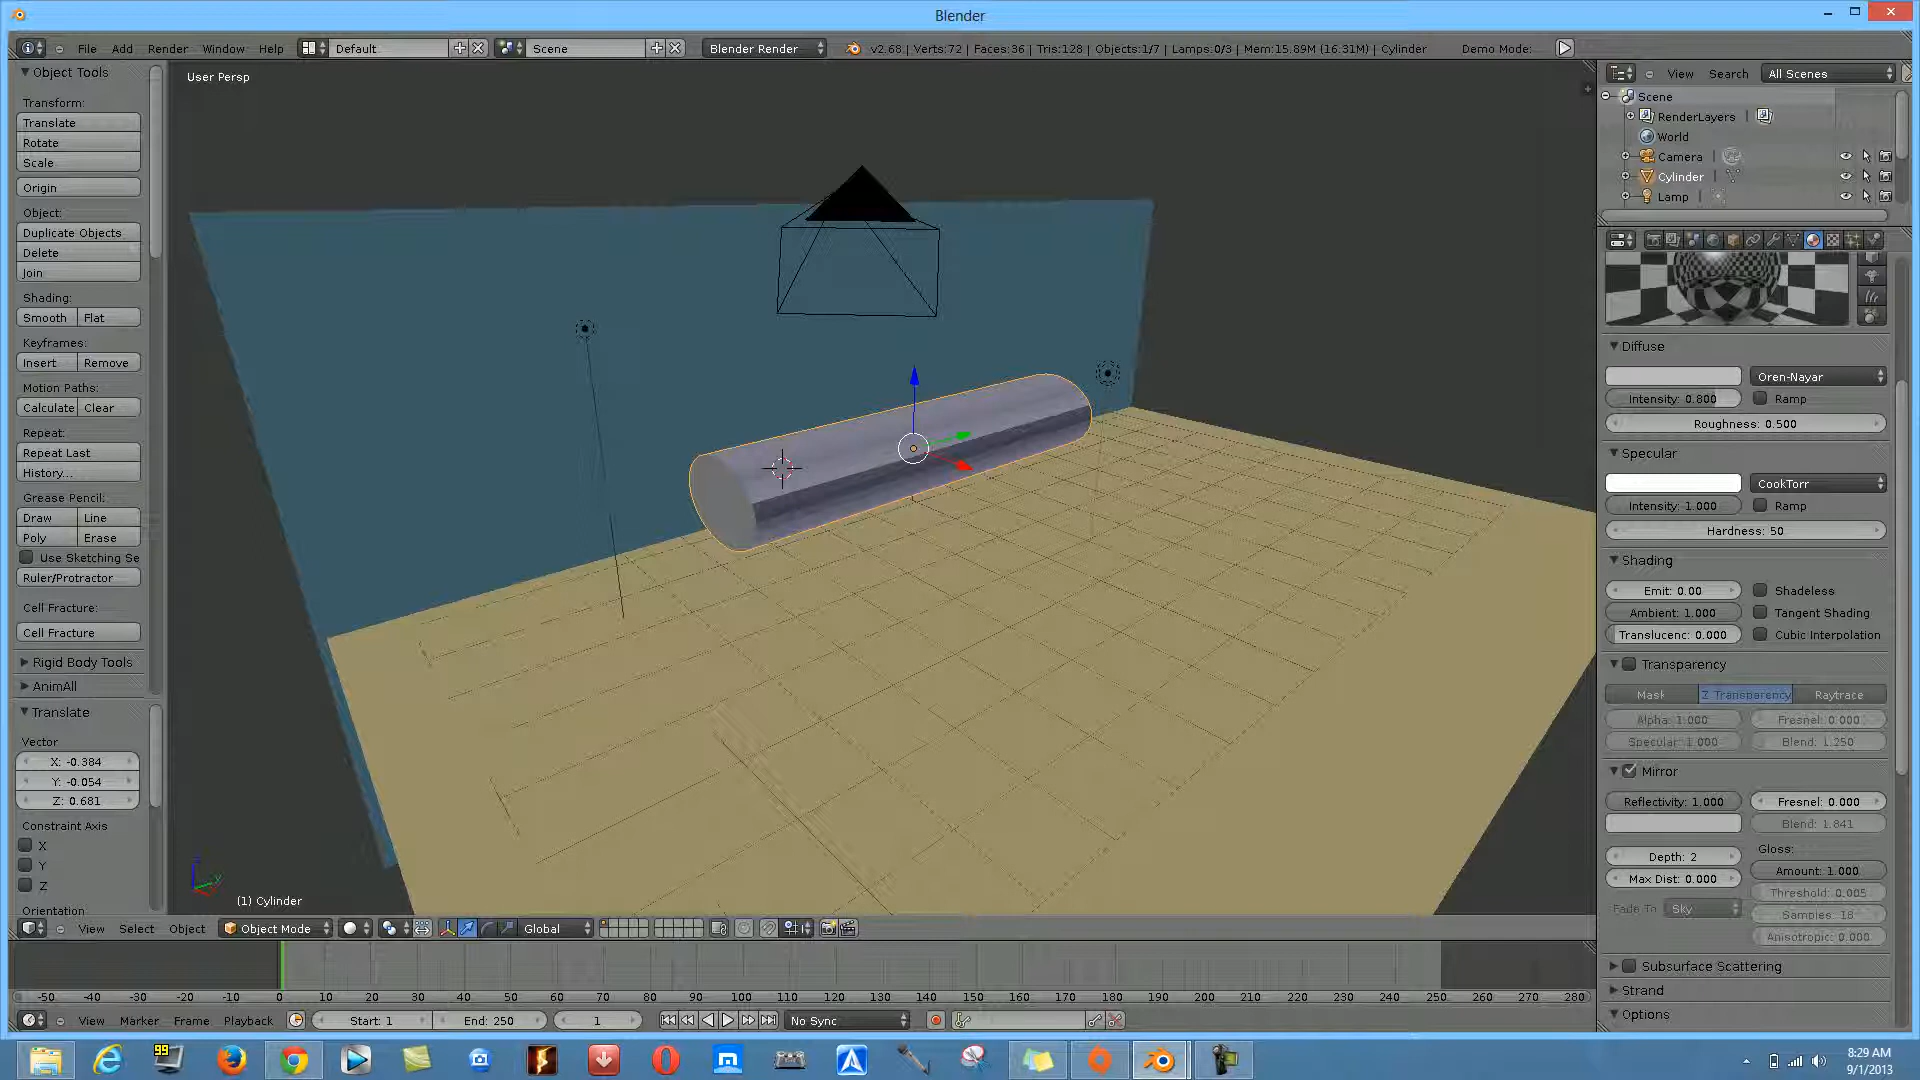 Blender
File Add Render Window Help Default Scene Blender Render v2.68 | Verts:72 | Faces:36 | Tris:128 | Objects:1/7 | Lamps:0/3 | Mem:15.89M (16.31M) | Cylinder Demo Mode:
Object Tools
User Persp
Transform:
Translate
Rotate
Scale
Origin
Object:
Duplicate Objects
Delete
Join
Shading:
Smooth Flat
Keyframes:
Insert Remove
Motion Paths:
Calculate Clear
Repeat:
Repeat Last
History...
Grease Pencil:
Draw Line
Poly Erase
Use Sketching Se
Ruler/Protractor
Cell Fracture:
Cell Fracture
Rigid Body Tools
AnimAll
Translate
Vector
X: -0.384
Y: -0.054
Z: 0.681
Constraint Axis
X
Y
Z
Orientation
(1) Cylinder
View Search All Scenes
Scene
RenderLayers
World
Camera
Cylinder
Lamp
Diffuse
Oren-Nayar
Intensity: 0.800 Ramp
Roughness: 0.500
Specular
CookTorr
Intensity: 1.000 Ramp
Hardness: 50
Shading
Emit: 0.00 Shadeless
Ambient: 1.000 Tangent Shading
Translucenc: 0.000 Cubic Interpolation
Transparency
Mask Z Transparency Raytrace
Alpha: 1.000 Fresnel: 0.000
Specular: 1.000 Blend: 1.250
Mirror
Reflectivity: 1.000 Fresnel: 0.000
Blend: 1.841
Gloss:
Depth: 2
Amount: 1.000
Max Dist: 0.000
Threshold: 0.005
Fade To Sky
Samples: 18
Anisotropic: 0.000
Subsurface Scattering
Strand
Options
View Select Object Object Mode Global
-50 -40 -30 -20 -10 0 10 20 30 40 50 60 70 80 90 100 110 120 130 140 150 160 170 180 190 200 210 220 230 240 250 260 270 280
View Marker Frame Playback Start: 1 End: 250 1 No Sync
99
8:29 AM
9/1/2013